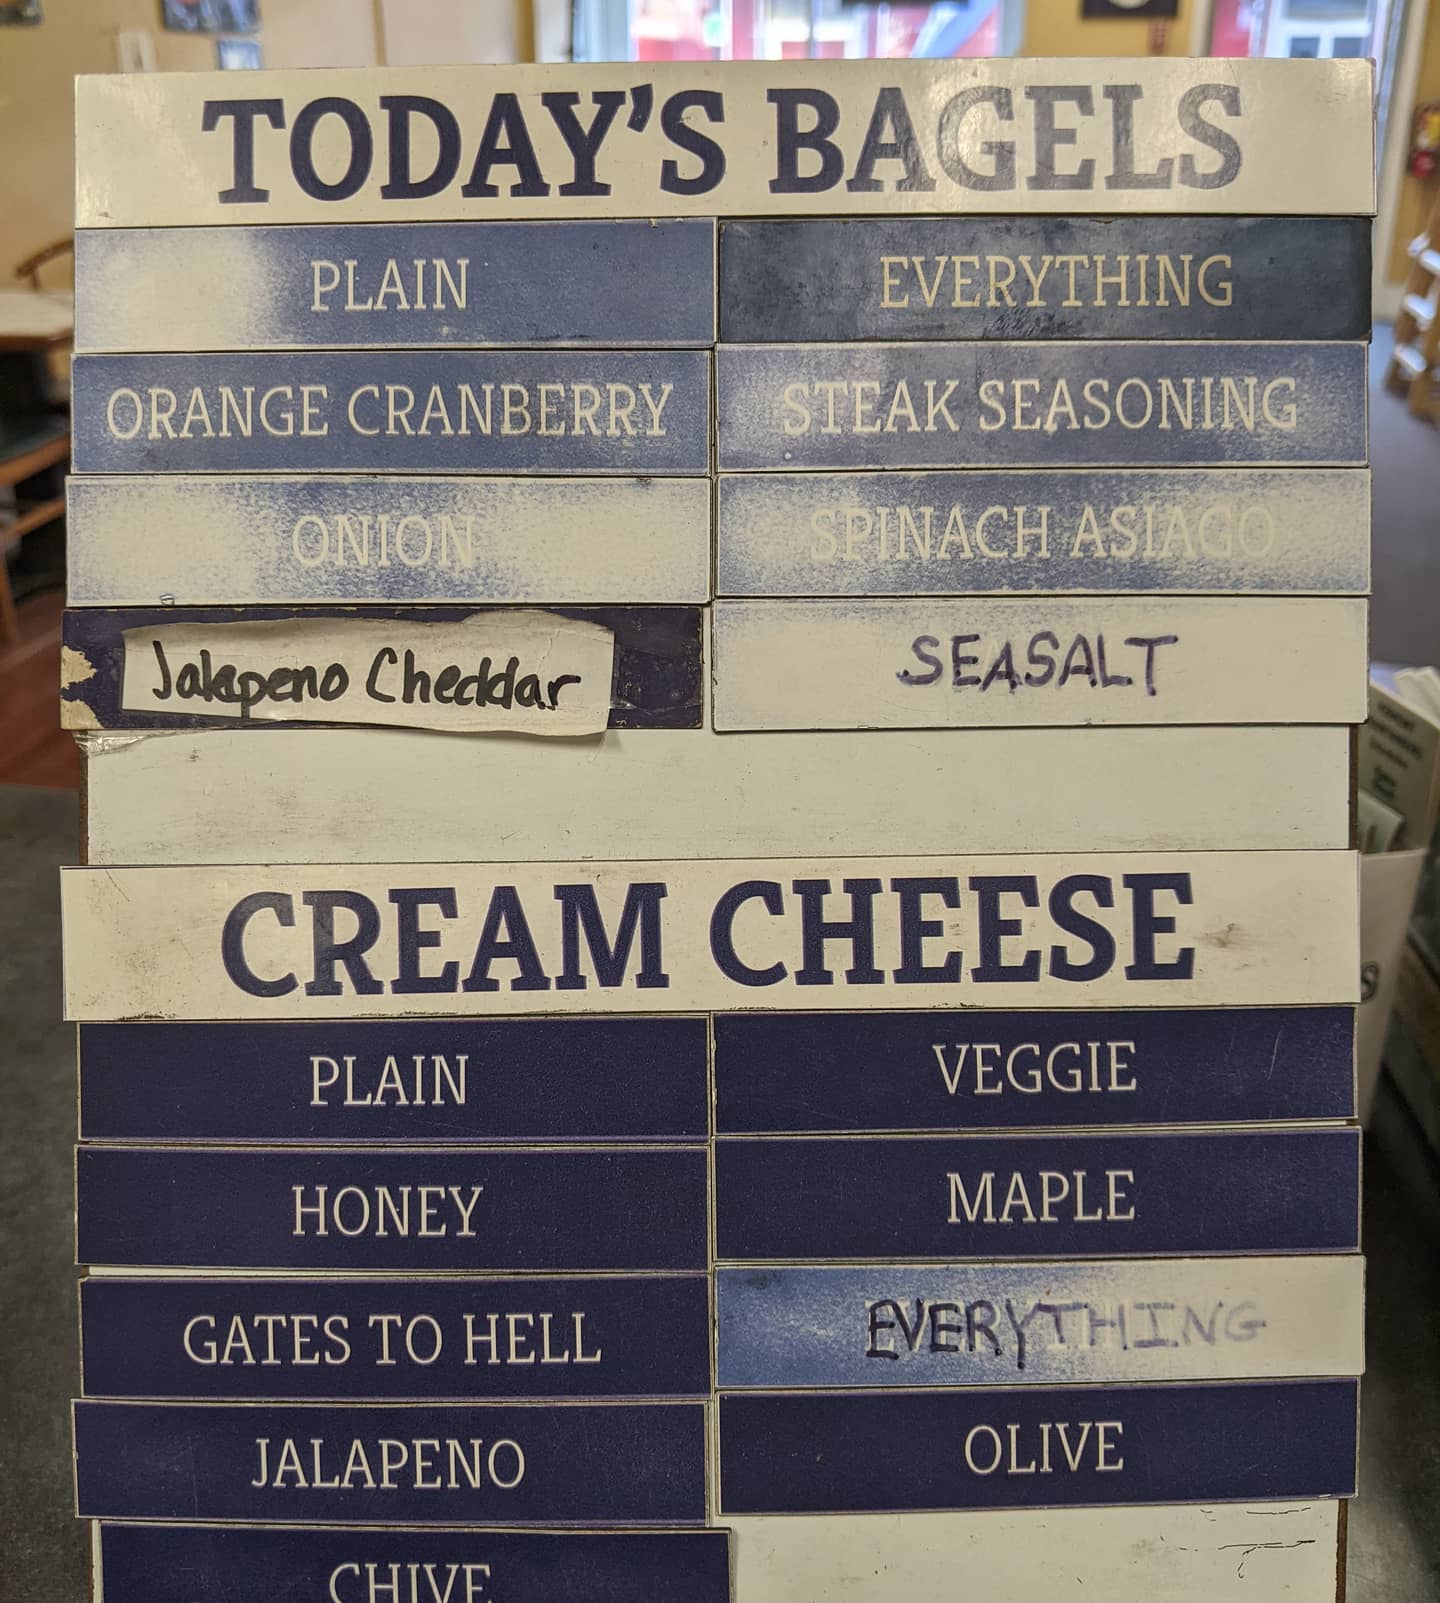 TODAY'S BAGELS
PLAIN
EVERYTHING
ORANGE CRANBERRY
STEAK SEASONING
ONION
SPINACH ASIAGO
Jalapeno Cheddar
SEASALT
CREAM CHEESE
PLAIN
VEGGIE
HONEY
MAPLE
GATES TO HELL
EVERYTHING
JALAPENO
OLIVE
CHIVE